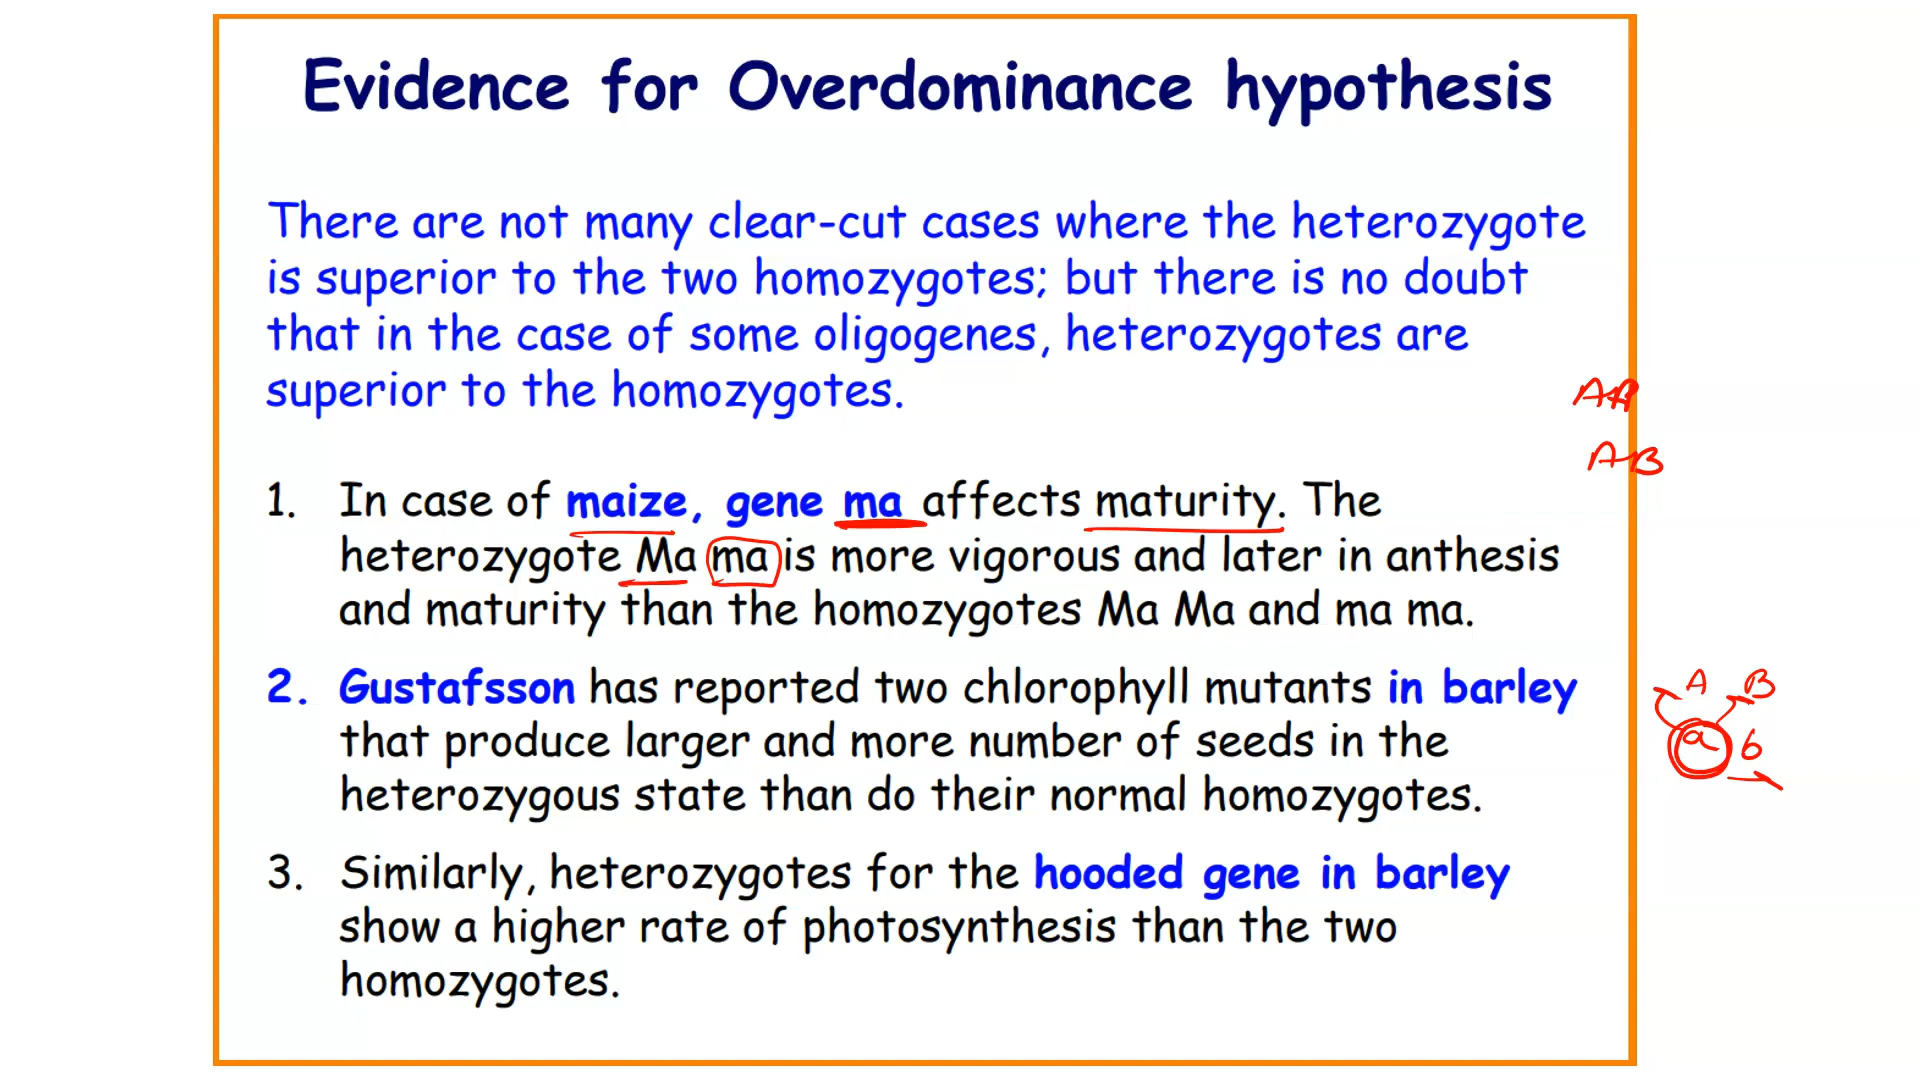 Evidence for Overdominance hypothesis
There are not many clear-cut cases where the heterozygote
is superior to the two homozygotes; but there is no doubt
that in the case of some oligogenes, heterozygotes are
superior to the homozygotes.
AB
1. In case of maize, gene ma affects maturity. The
heterozygote Ma ma is more vigorous and later in anthesis
and maturity than the homozygotes Ma Ma and ma ma.
2. Gustafsson has reported two chlorophyll mutants in barley
that produce larger and more number of seeds in the
heterozygous state than do their normal homozygotes.
A B
a b
3. Similarly, heterozygotes for the hooded gene in barley
show a higher rate of photosynthesis than the two
homozygotes.